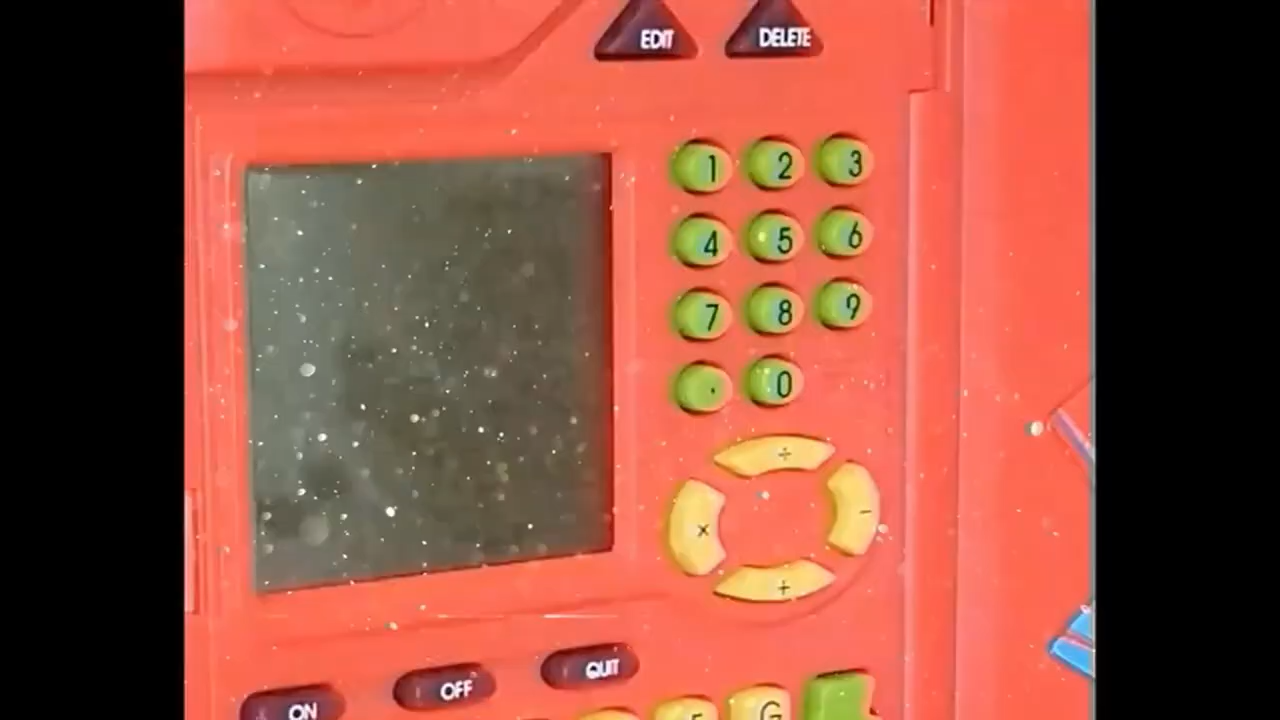 EDIT DELETE
1 2 3
4 5 6
7 8 9
. 0
÷
× -
+
QUIT
OFF
ON
G